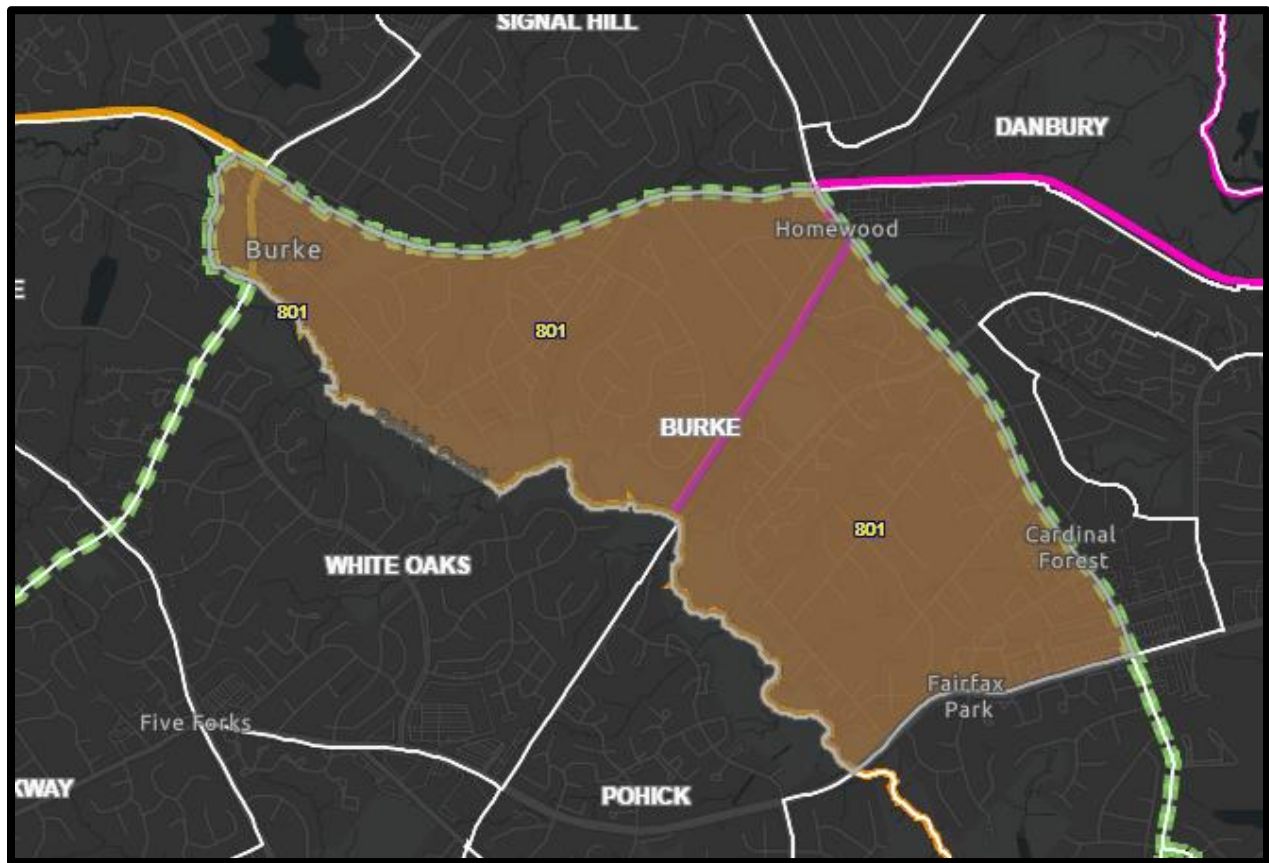 SIGNAL HILL
DANBURY
Homewood
Burke
E
801
801
BURKE
801
Cardinal
Forest
WHITE OAKS
Fairfax
Park
Five Forks
KWAY
POHICK